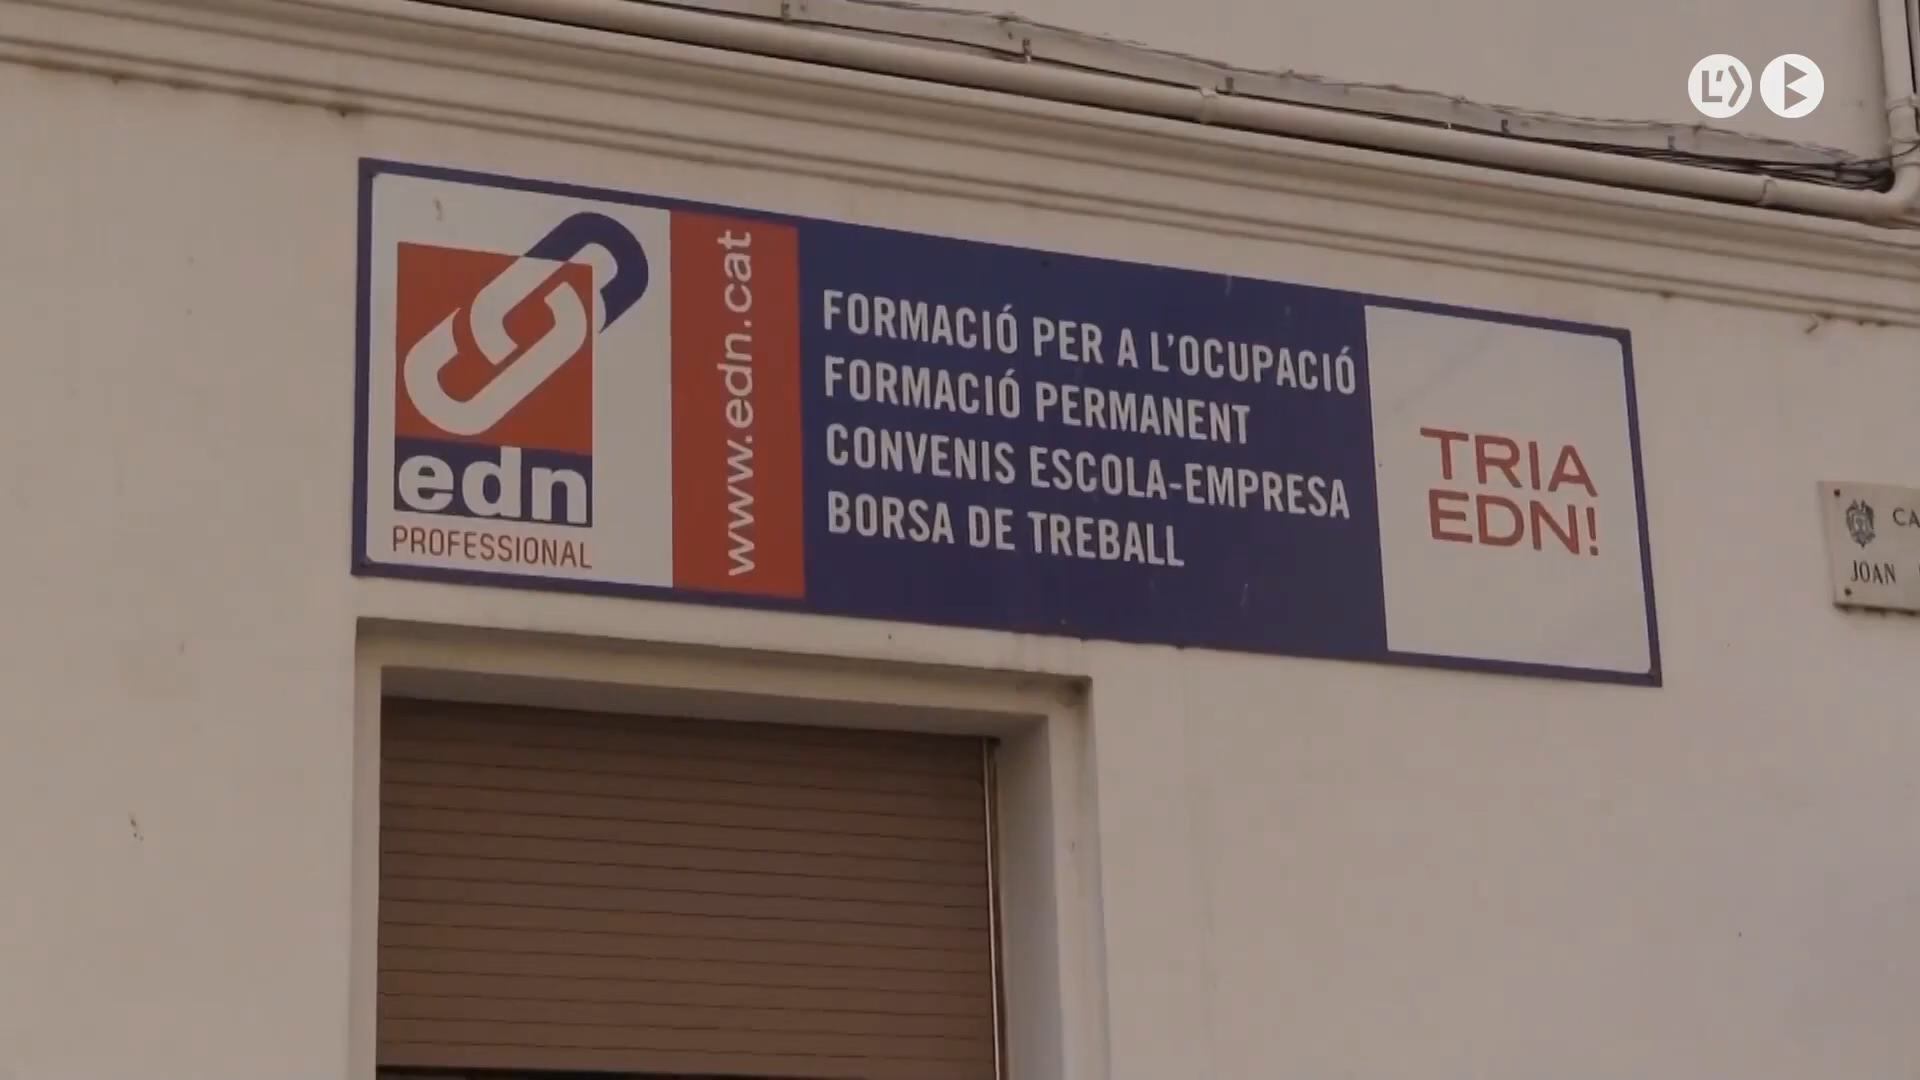 edn
PROFESSIONAL
www.edn.cat
FORMACIÓ PER A L'OCUPACIÓ
FORMACIÓ PERMANENT
CONVENIS ESCOLA-EMPRESA
BORSA DE TREBALL
TRIA
EDN!
JOAN